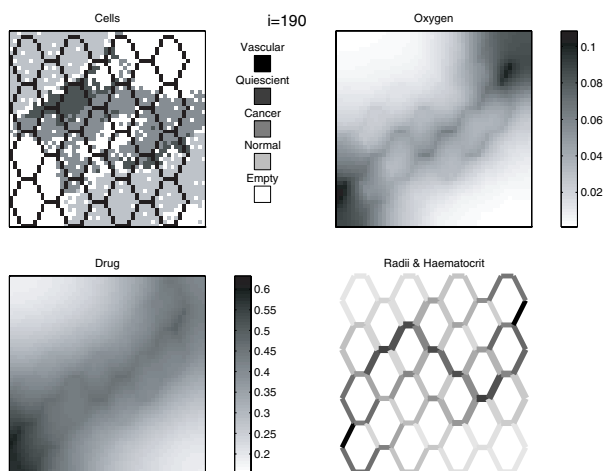 Cells
i=190
Oxygen
Vascular
Quiescient
Cancer
Normal
Empty
0.1
0.08
0.06
0.04
0.02
Drug
Radii & Haematocrit
0.6
0.55
0.5
0.45
0.4
0.35
0.3
0.25
0.2